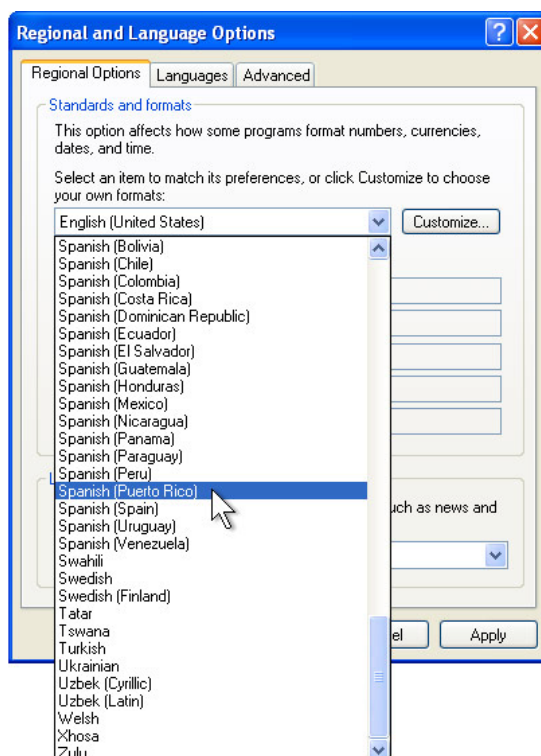 Regional and Language Options
Regional Options Languages Advanced
Standards and formats
This option affects how some programs format numbers, currencies,
dates, and time.
Select an item to match its preferences, or click Customize to choose
your own formats:
English (United States) Customize...
Spanish (Bolivia)
Spanish (Chile)
Spanish (Colombia)
Spanish (Costa Rica)
Spanish (Dominican Republic)
Spanish (Ecuador)
Spanish (El Salvador)
Spanish (Guatemala)
Spanish (Honduras)
Spanish (Mexico)
Spanish (Nicaragua)
Spanish (Panama)
Spanish (Paraguay)
Spanish (Peru)
Spanish (Puerto Rico)
Spanish (Spain)
such as news and
Spanish (Uruguay)
Spanish (Venezuela)
Swahili
Swedish
Swedish (Finland)
Tatar
Tswana
Turkish
Apply
Ukrainian
Uzbek (Cyrillic)
Uzbek (Latin)
Welsh
Xhosa
Zulu